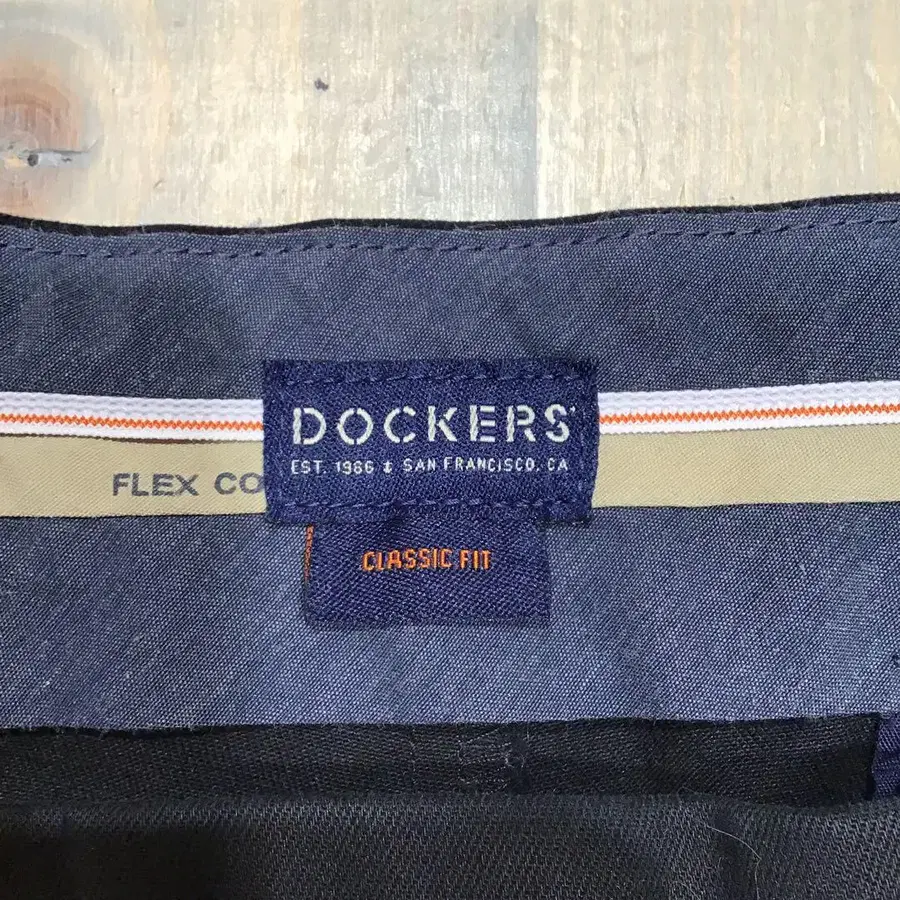 DOCKERS
EST. 1986 & SAN FRANCISCO, CA
FLEX CO
CLASSIC FIT